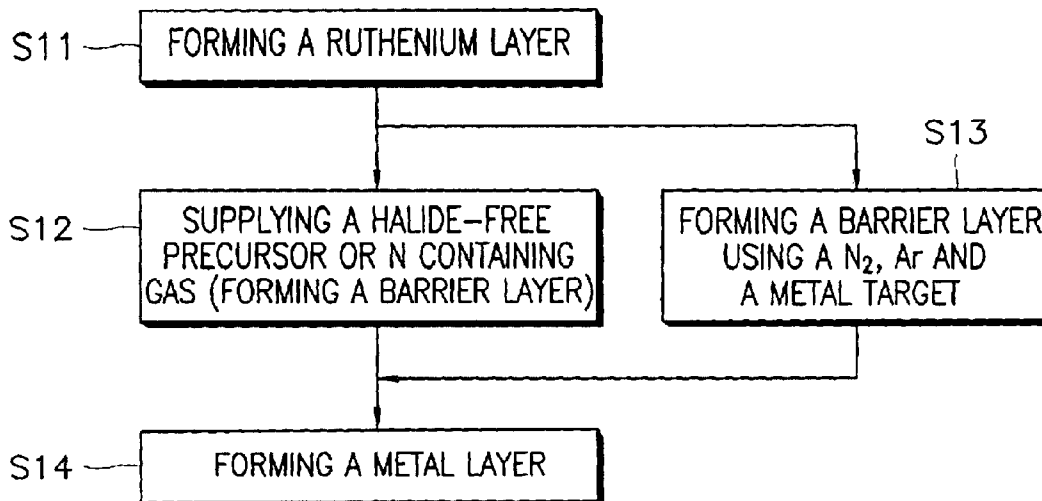 S11
FORMING A RUTHENIUM LAYER
S13
S12
SUPPLYING A HALIDE-FREE
PRECURSOR OR N CONTAINING
GAS (FORMING A BARRIER LAYER)
FORMING A BARRIER LAYER
USING A N₂, Ar AND
A METAL TARGET
S14
FORMING A METAL LAYER